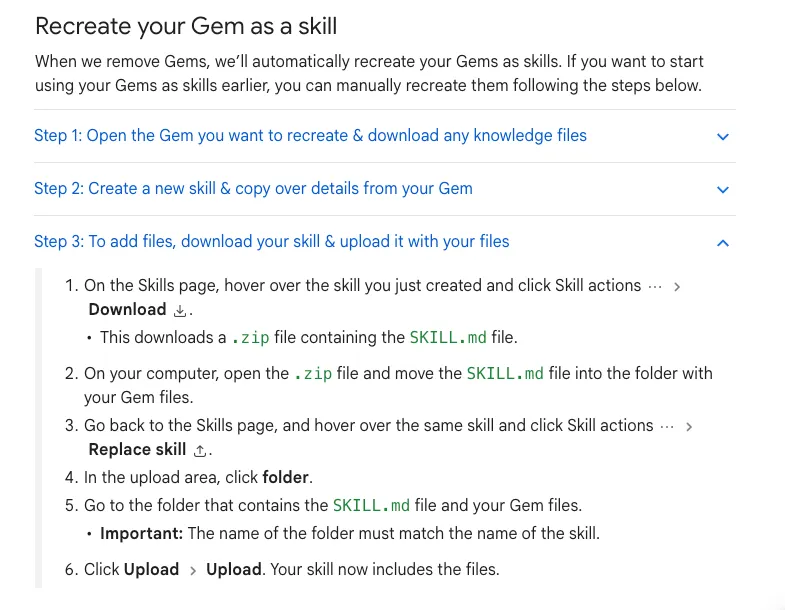 Recreate your Gem as a skill
When we remove Gems, we'll automatically recreate your Gems as skills. If you want to start
using your Gems as skills earlier, you can manually recreate them following the steps below.
Step 1: Open the Gem you want to recreate & download any knowledge files
Step 2: Create a new skill & copy over details from your Gem
Step 3: To add files, download your skill & upload it with your files
1. On the Skills page, hover over the skill you just created and click Skill actions ··· >
Download .
• This downloads a .zip file containing the SKILL.md file.
2. On your computer, open the .zip file and move the SKILL.md file into the folder with
your Gem files.
3. Go back to the Skills page, and hover over the same skill and click Skill actions ··· >
Replace skill .
4. In the upload area, click folder.
5. Go to the folder that contains the SKILL.md file and your Gem files.
• Important: The name of the folder must match the name of the skill.
6. Click Upload > Upload. Your skill now includes the files.